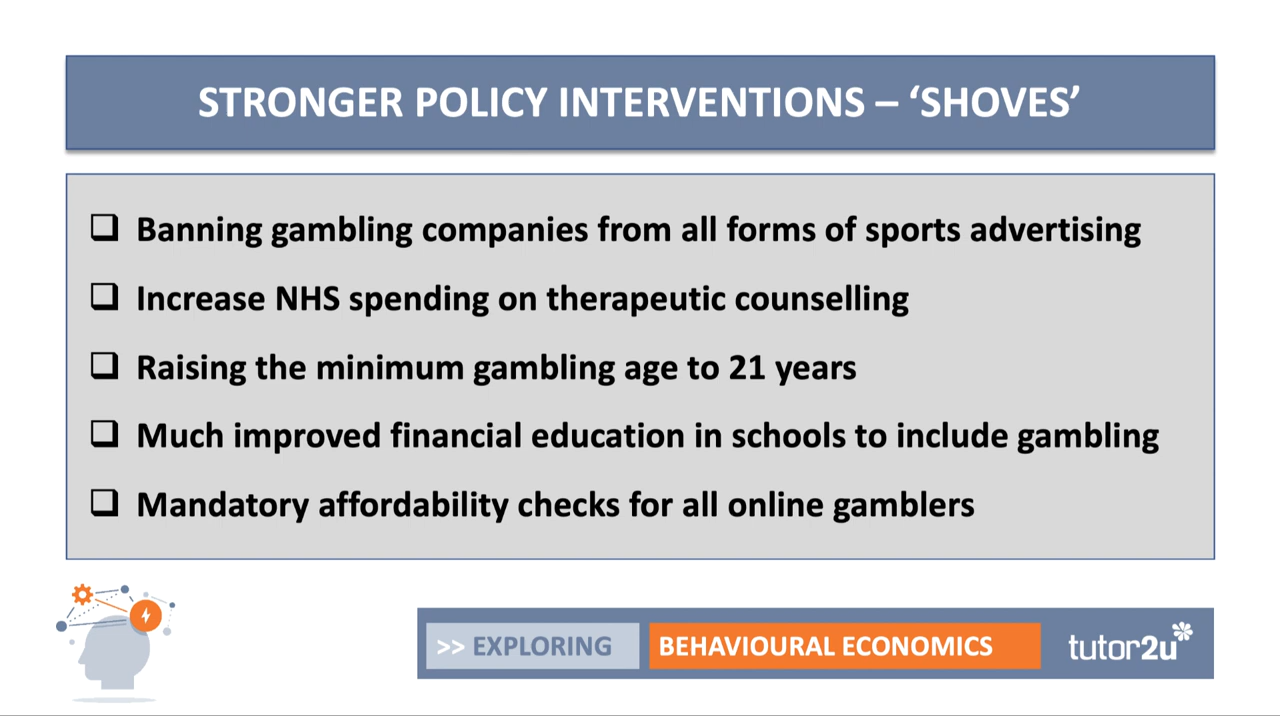 STRONGER POLICY INTERVENTIONS – ‘SHOVES’
❑ Banning gambling companies from all forms of sports advertising
❑ Increase NHS spending on therapeutic counselling
❑ Raising the minimum gambling age to 21 years
❑ Much improved financial education in schools to include gambling
❑ Mandatory affordability checks for all online gamblers
>> EXPLORING BEHAVIOURAL ECONOMICS tutor2u